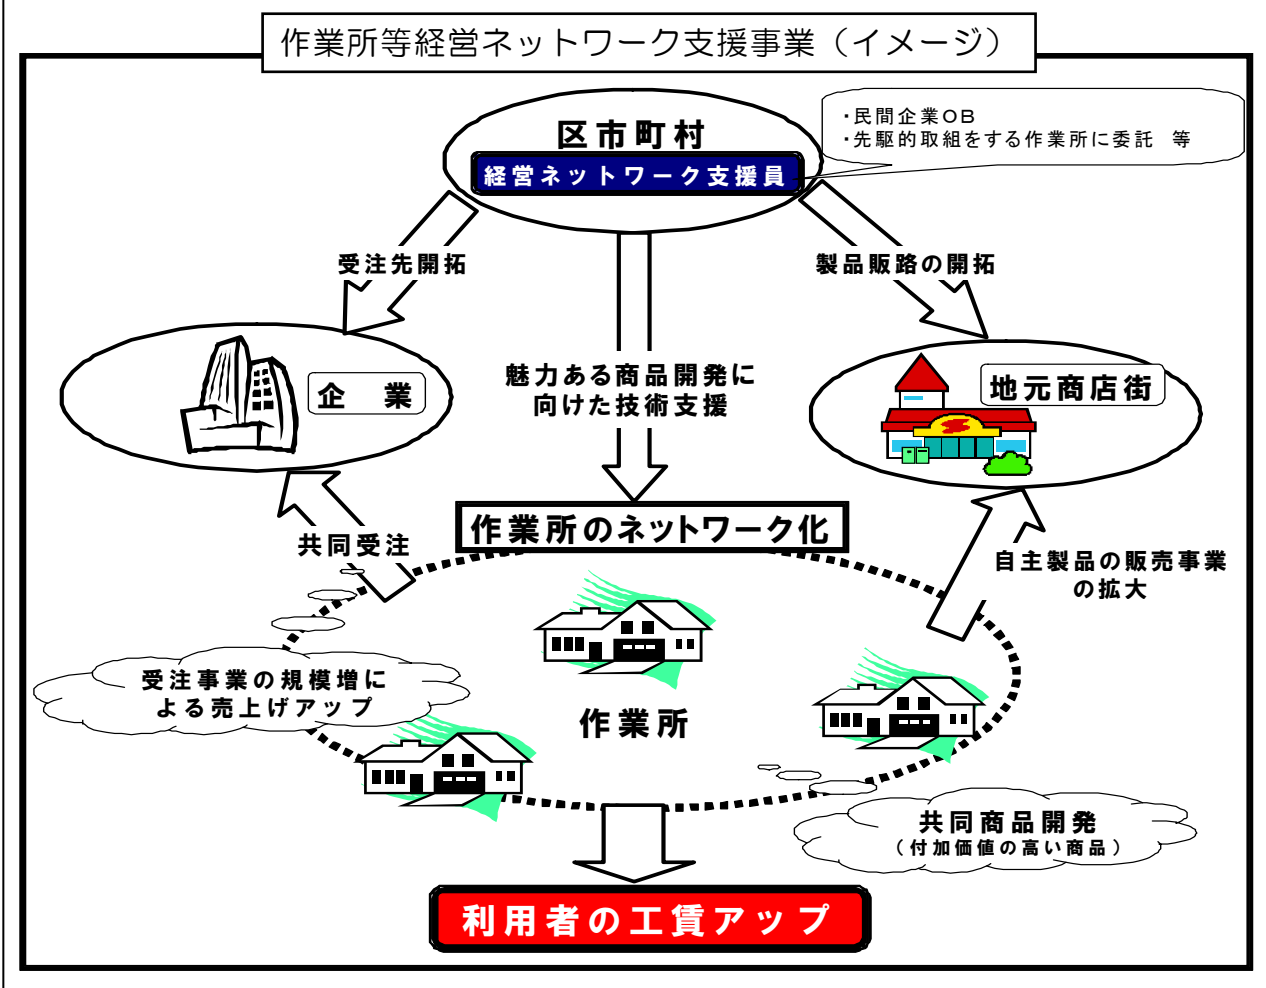 作業所等経営ネットワーク支援事業（イメージ）
区市町村
経営ネットワーク支援員
・民間企業ＯＢ
・先駆的取組をする作業所に委託　等
受注先開拓
製品販路の開拓
魅力ある商品開発に
向けた技術支援
企　業
地元商店街
作業所のネットワーク化
共同受注
自主製品の販売事業
の拡大
受注事業の規模増に
よる売上げアップ
作業所
共同商品開発
（付加価値の高い商品）
利用者の工賃アップ